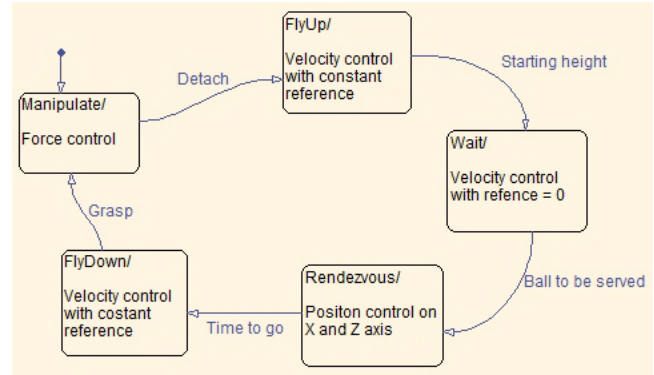 FlyUp/
Velocity control
with constant
reference
Starting height
Detach
Manipulate/
Force control
Wait/
Velocity control
with refence = 0
Grasp
FlyDown/
Velocity control
with costant
reference
Rendezvous/
Positon control on
X and Z axis
Ball to be served
Time to go